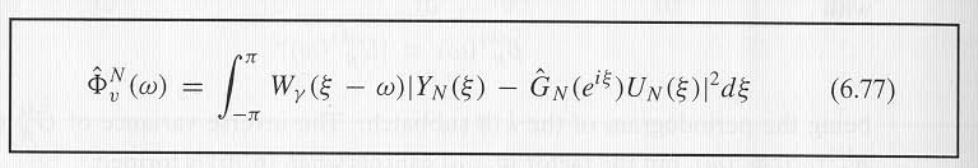 Φ̂_v^N(ω) = ∫_{-π}^{π} W_γ(ξ − ω)|Y_N(ξ) − Ĝ_N(e^{iξ})U_N(ξ)|²dξ (6.77)